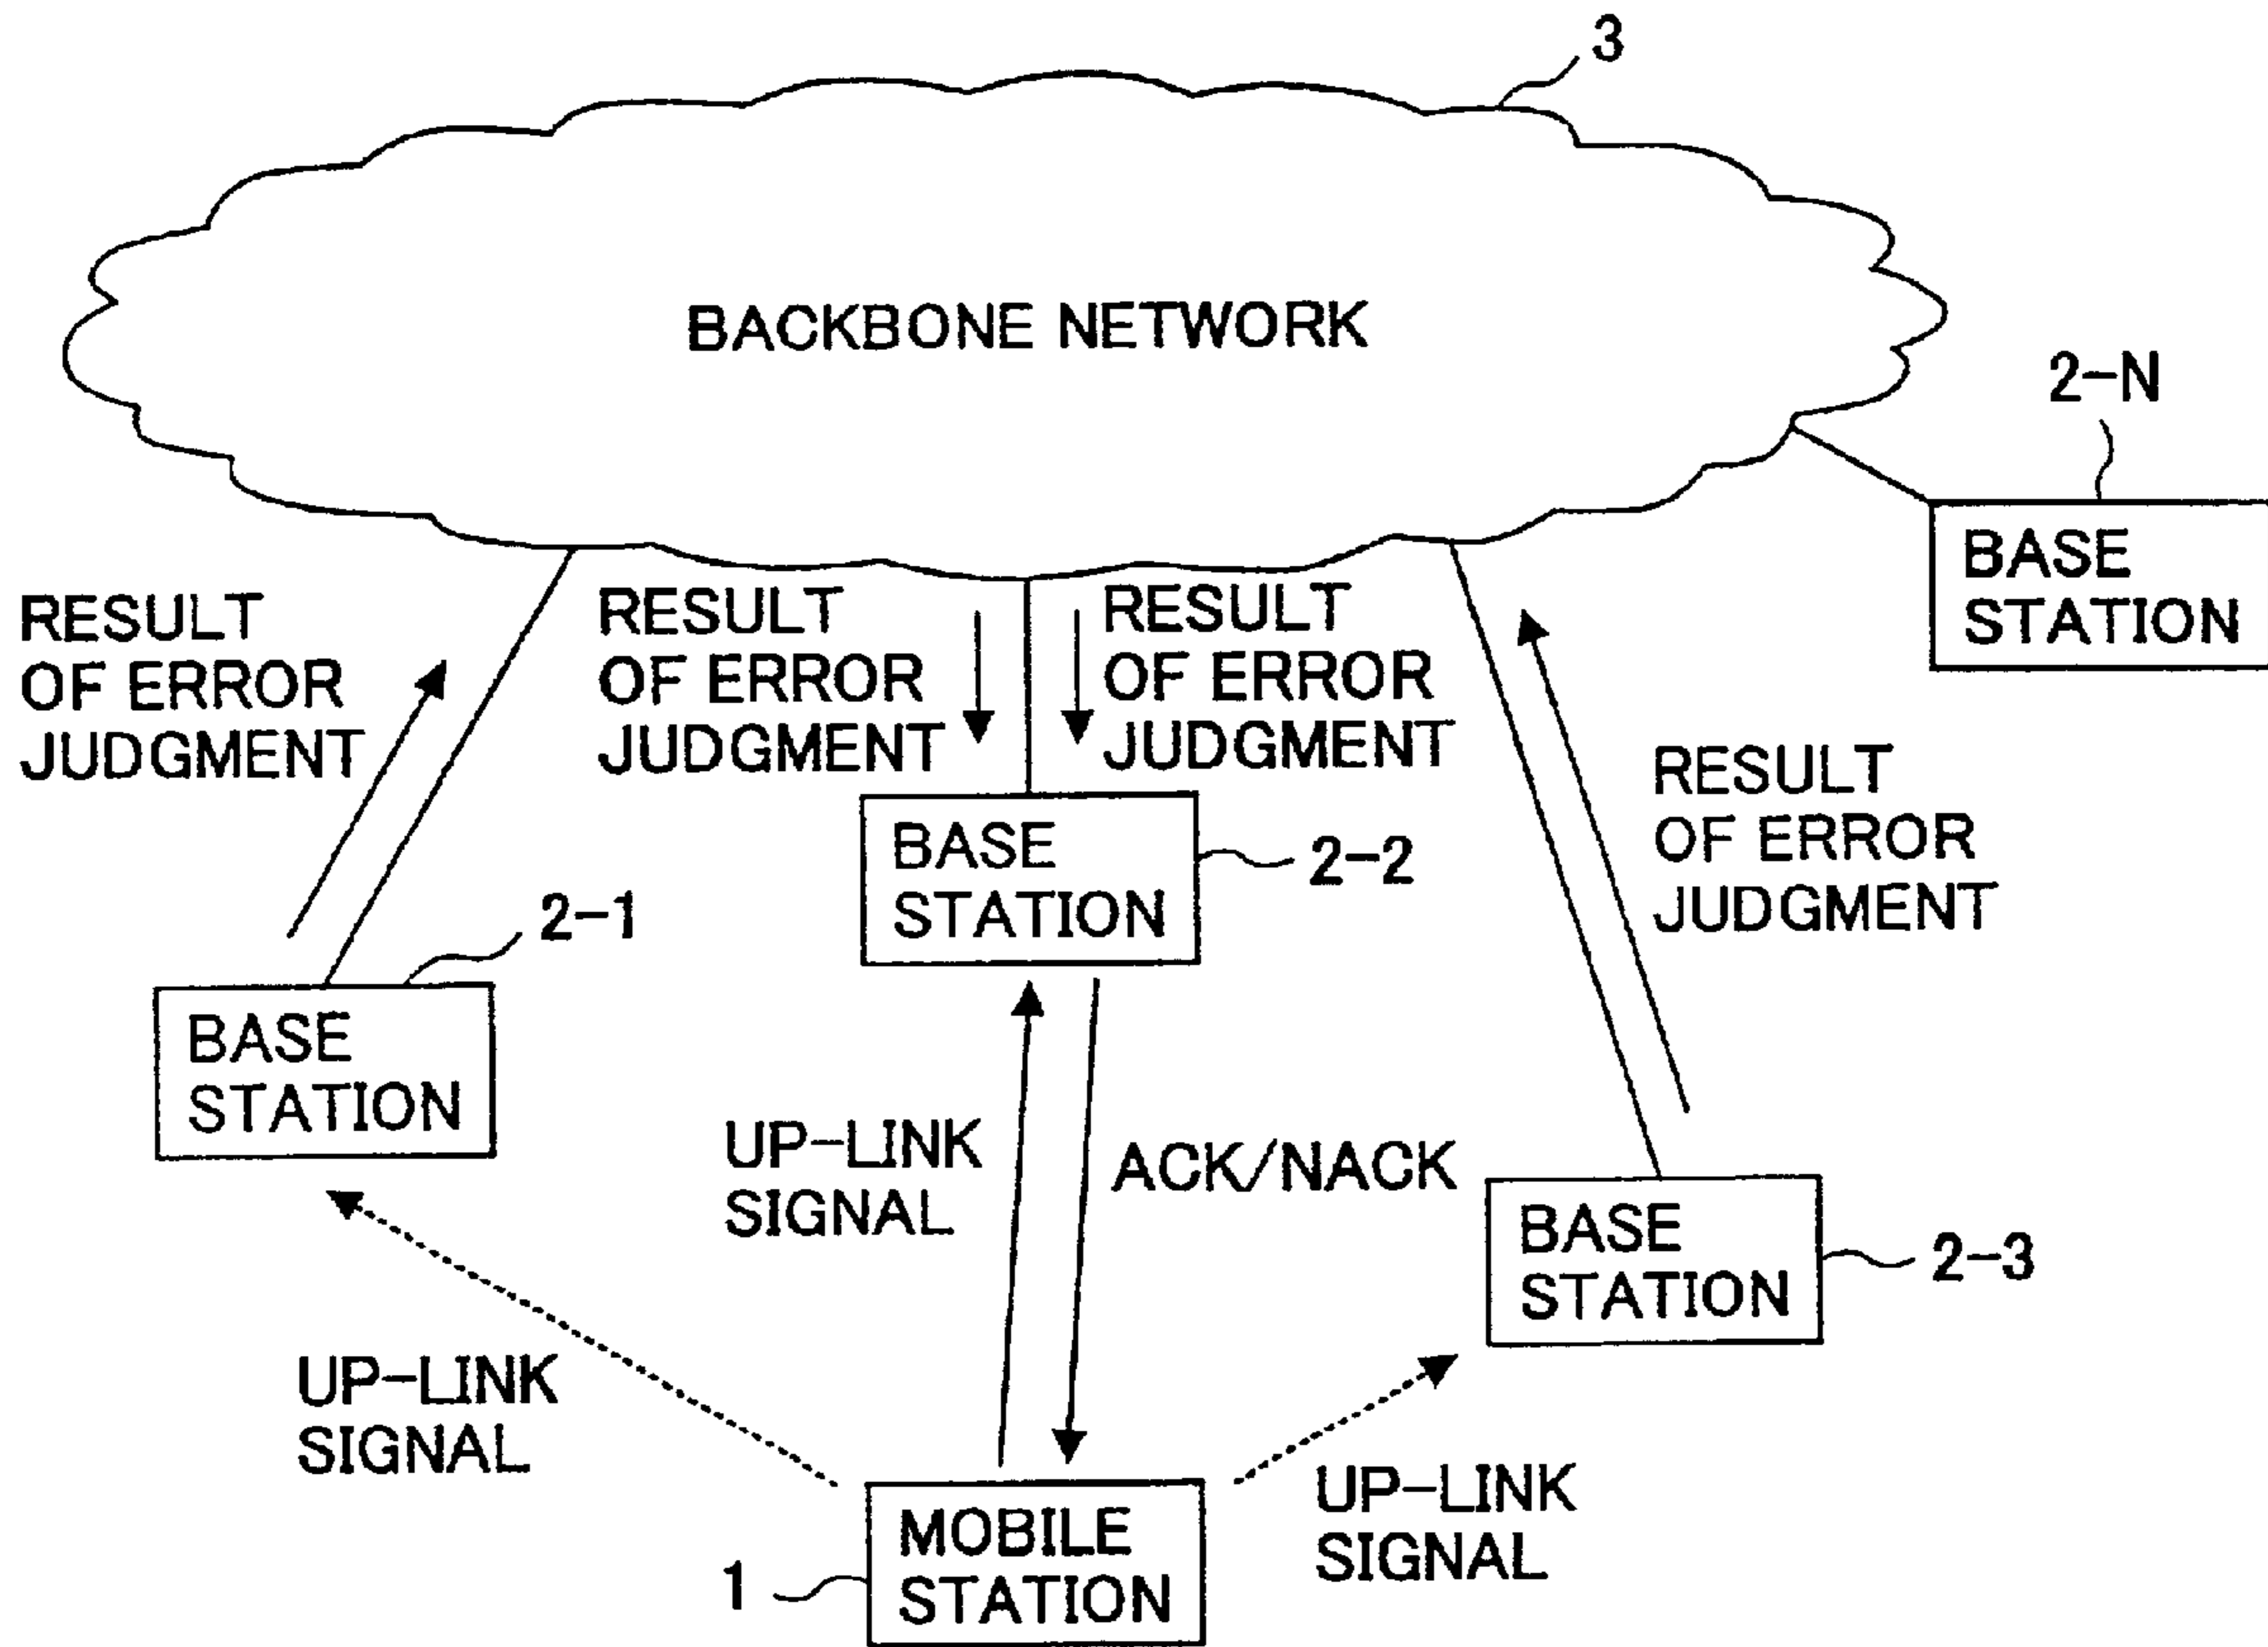 3
BACKBONE NETWORK
2-N
BASE
STATION
RESULT
OF ERROR
JUDGMENT
RESULT
OF ERROR
JUDGMENT
RESULT
OF ERROR
JUDGMENT
RESULT
OF ERROR
JUDGMENT
BASE
STATION
2-2
2-1
BASE
STATION
UP-LINK
SIGNAL
ACK/NACK
BASE
STATION
2-3
UP-LINK
SIGNAL
UP-LINK
SIGNAL
MOBILE
STATION
1